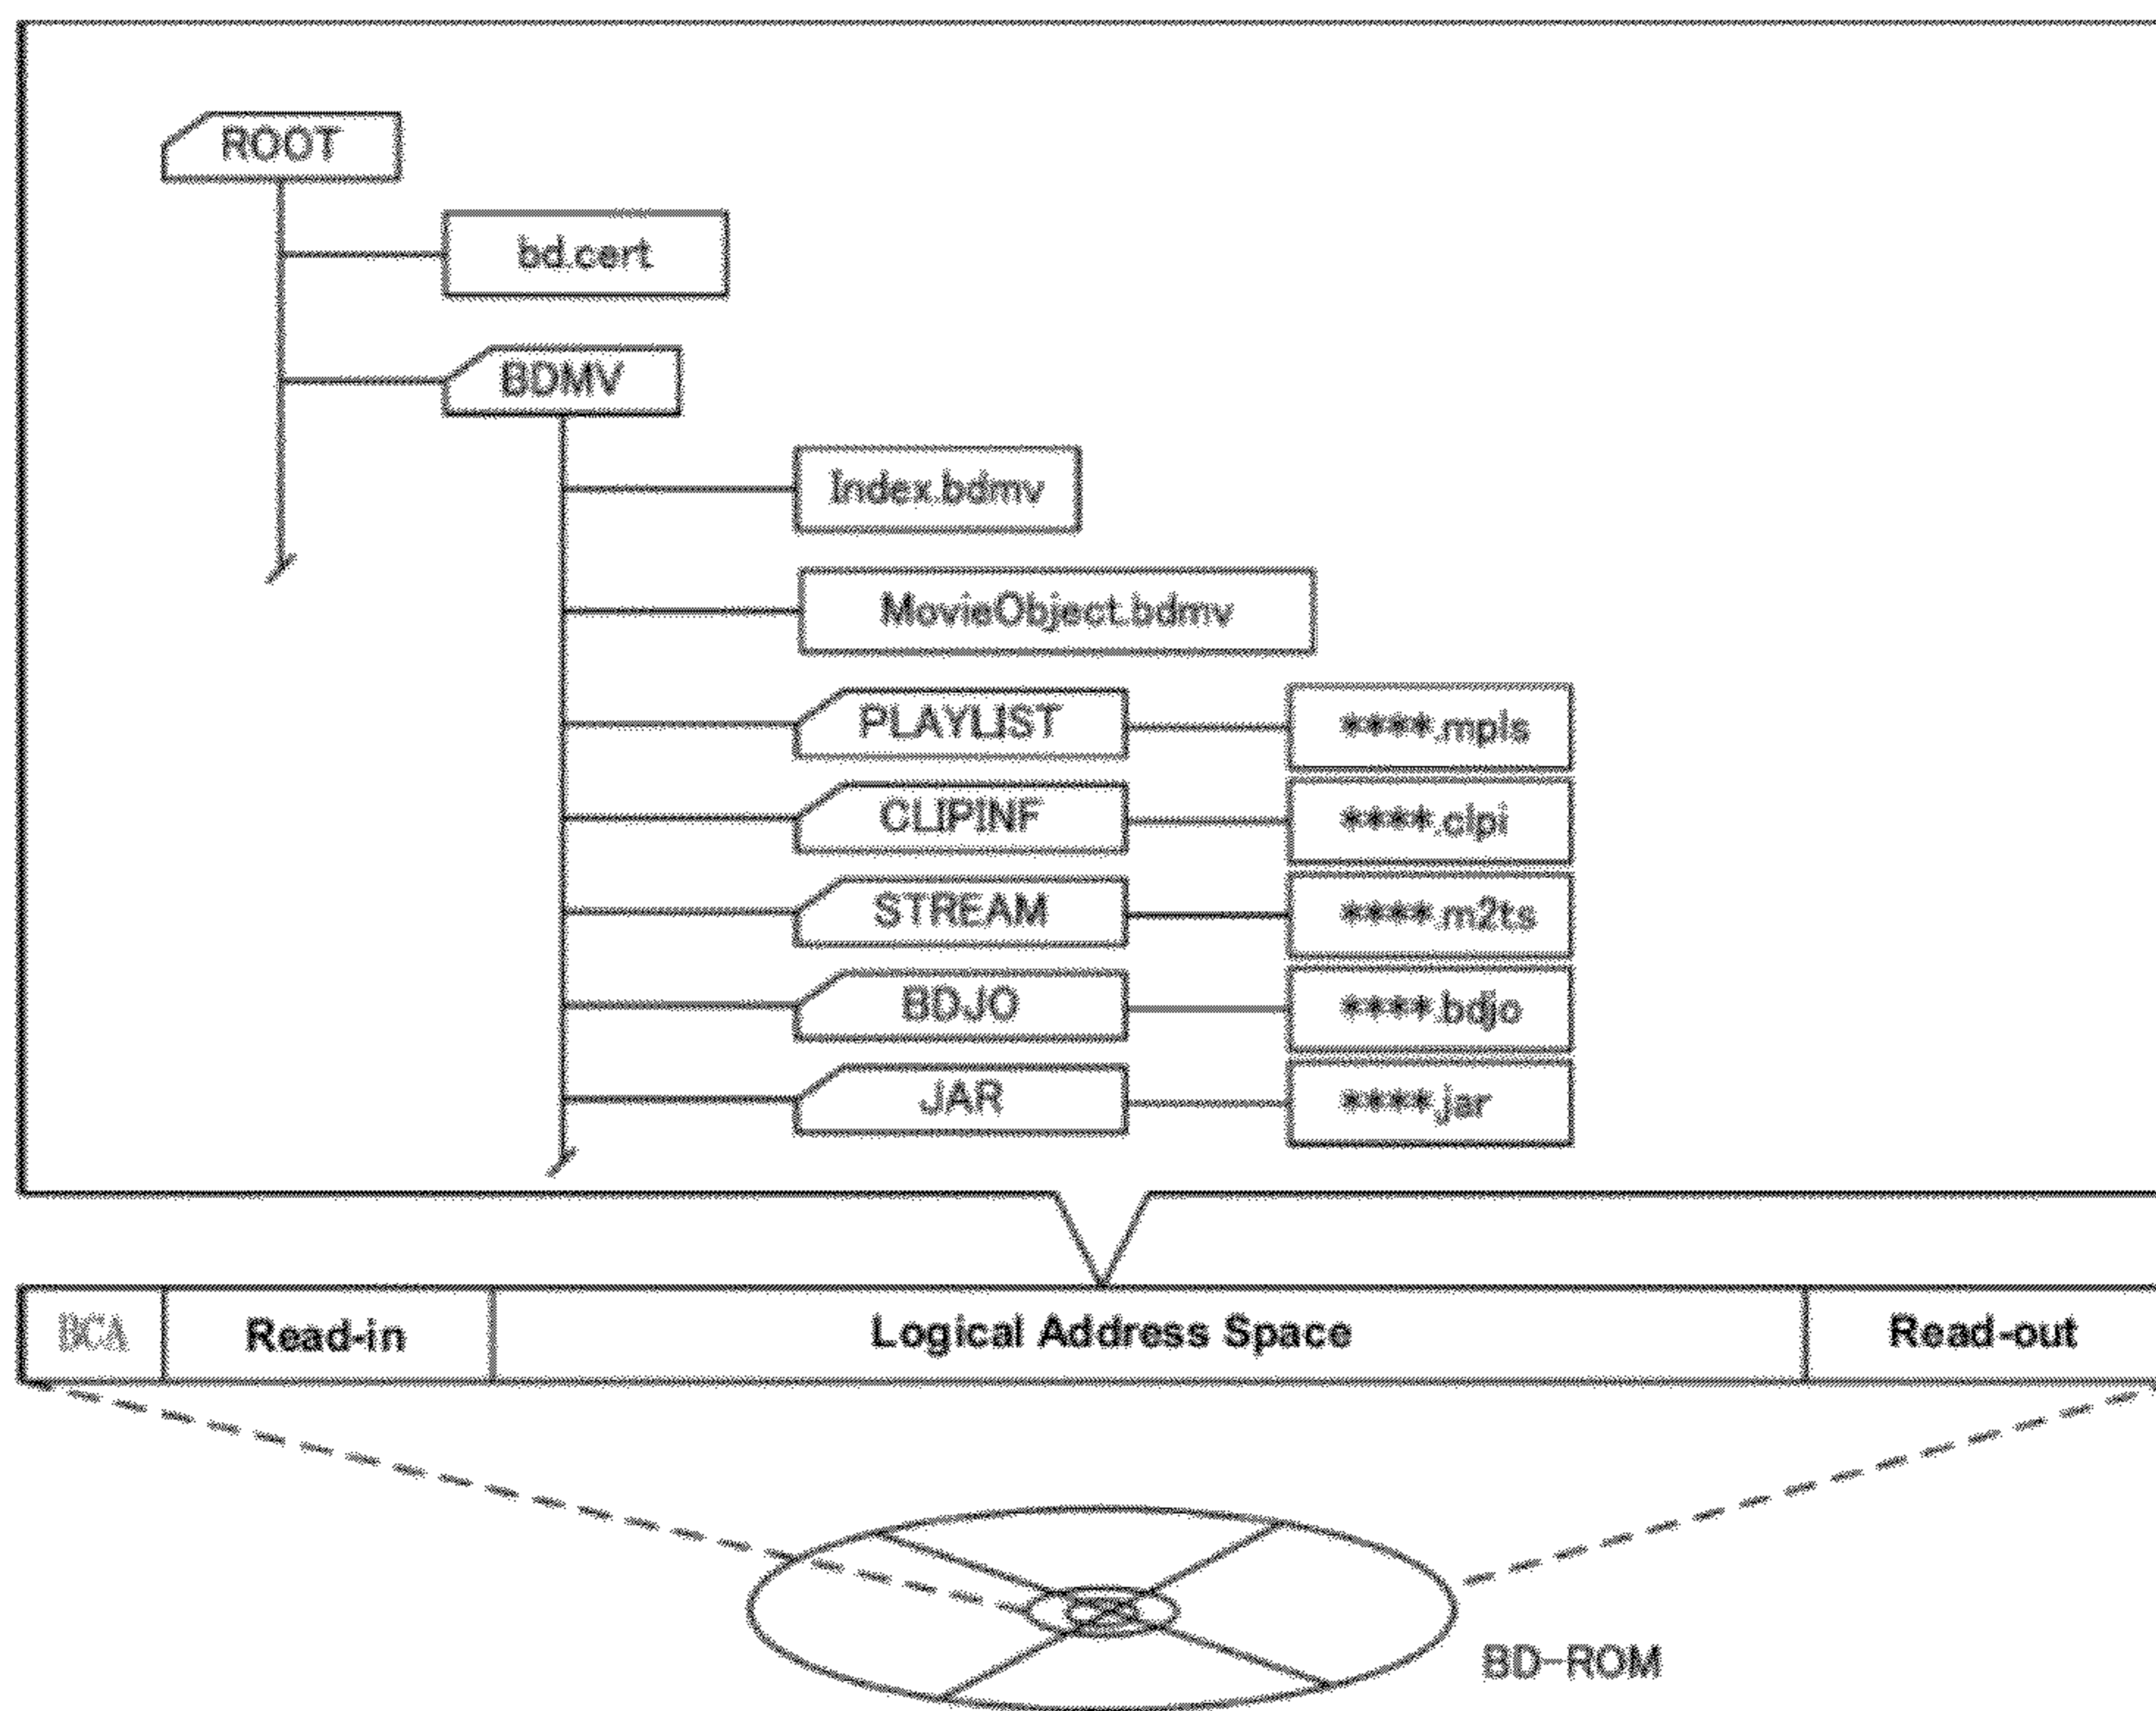 ROOT
bd.cert
BDMV
Index.bdmv
MovieObject.bdmv
PLAYLIST
****.mpls
CLIPINF
****.clpi
STREAM
****.m2ts
BDJO
****.bdjo
JAR
****.jar
BCA
Read-in
Logical Address Space
Read-out
BD-ROM